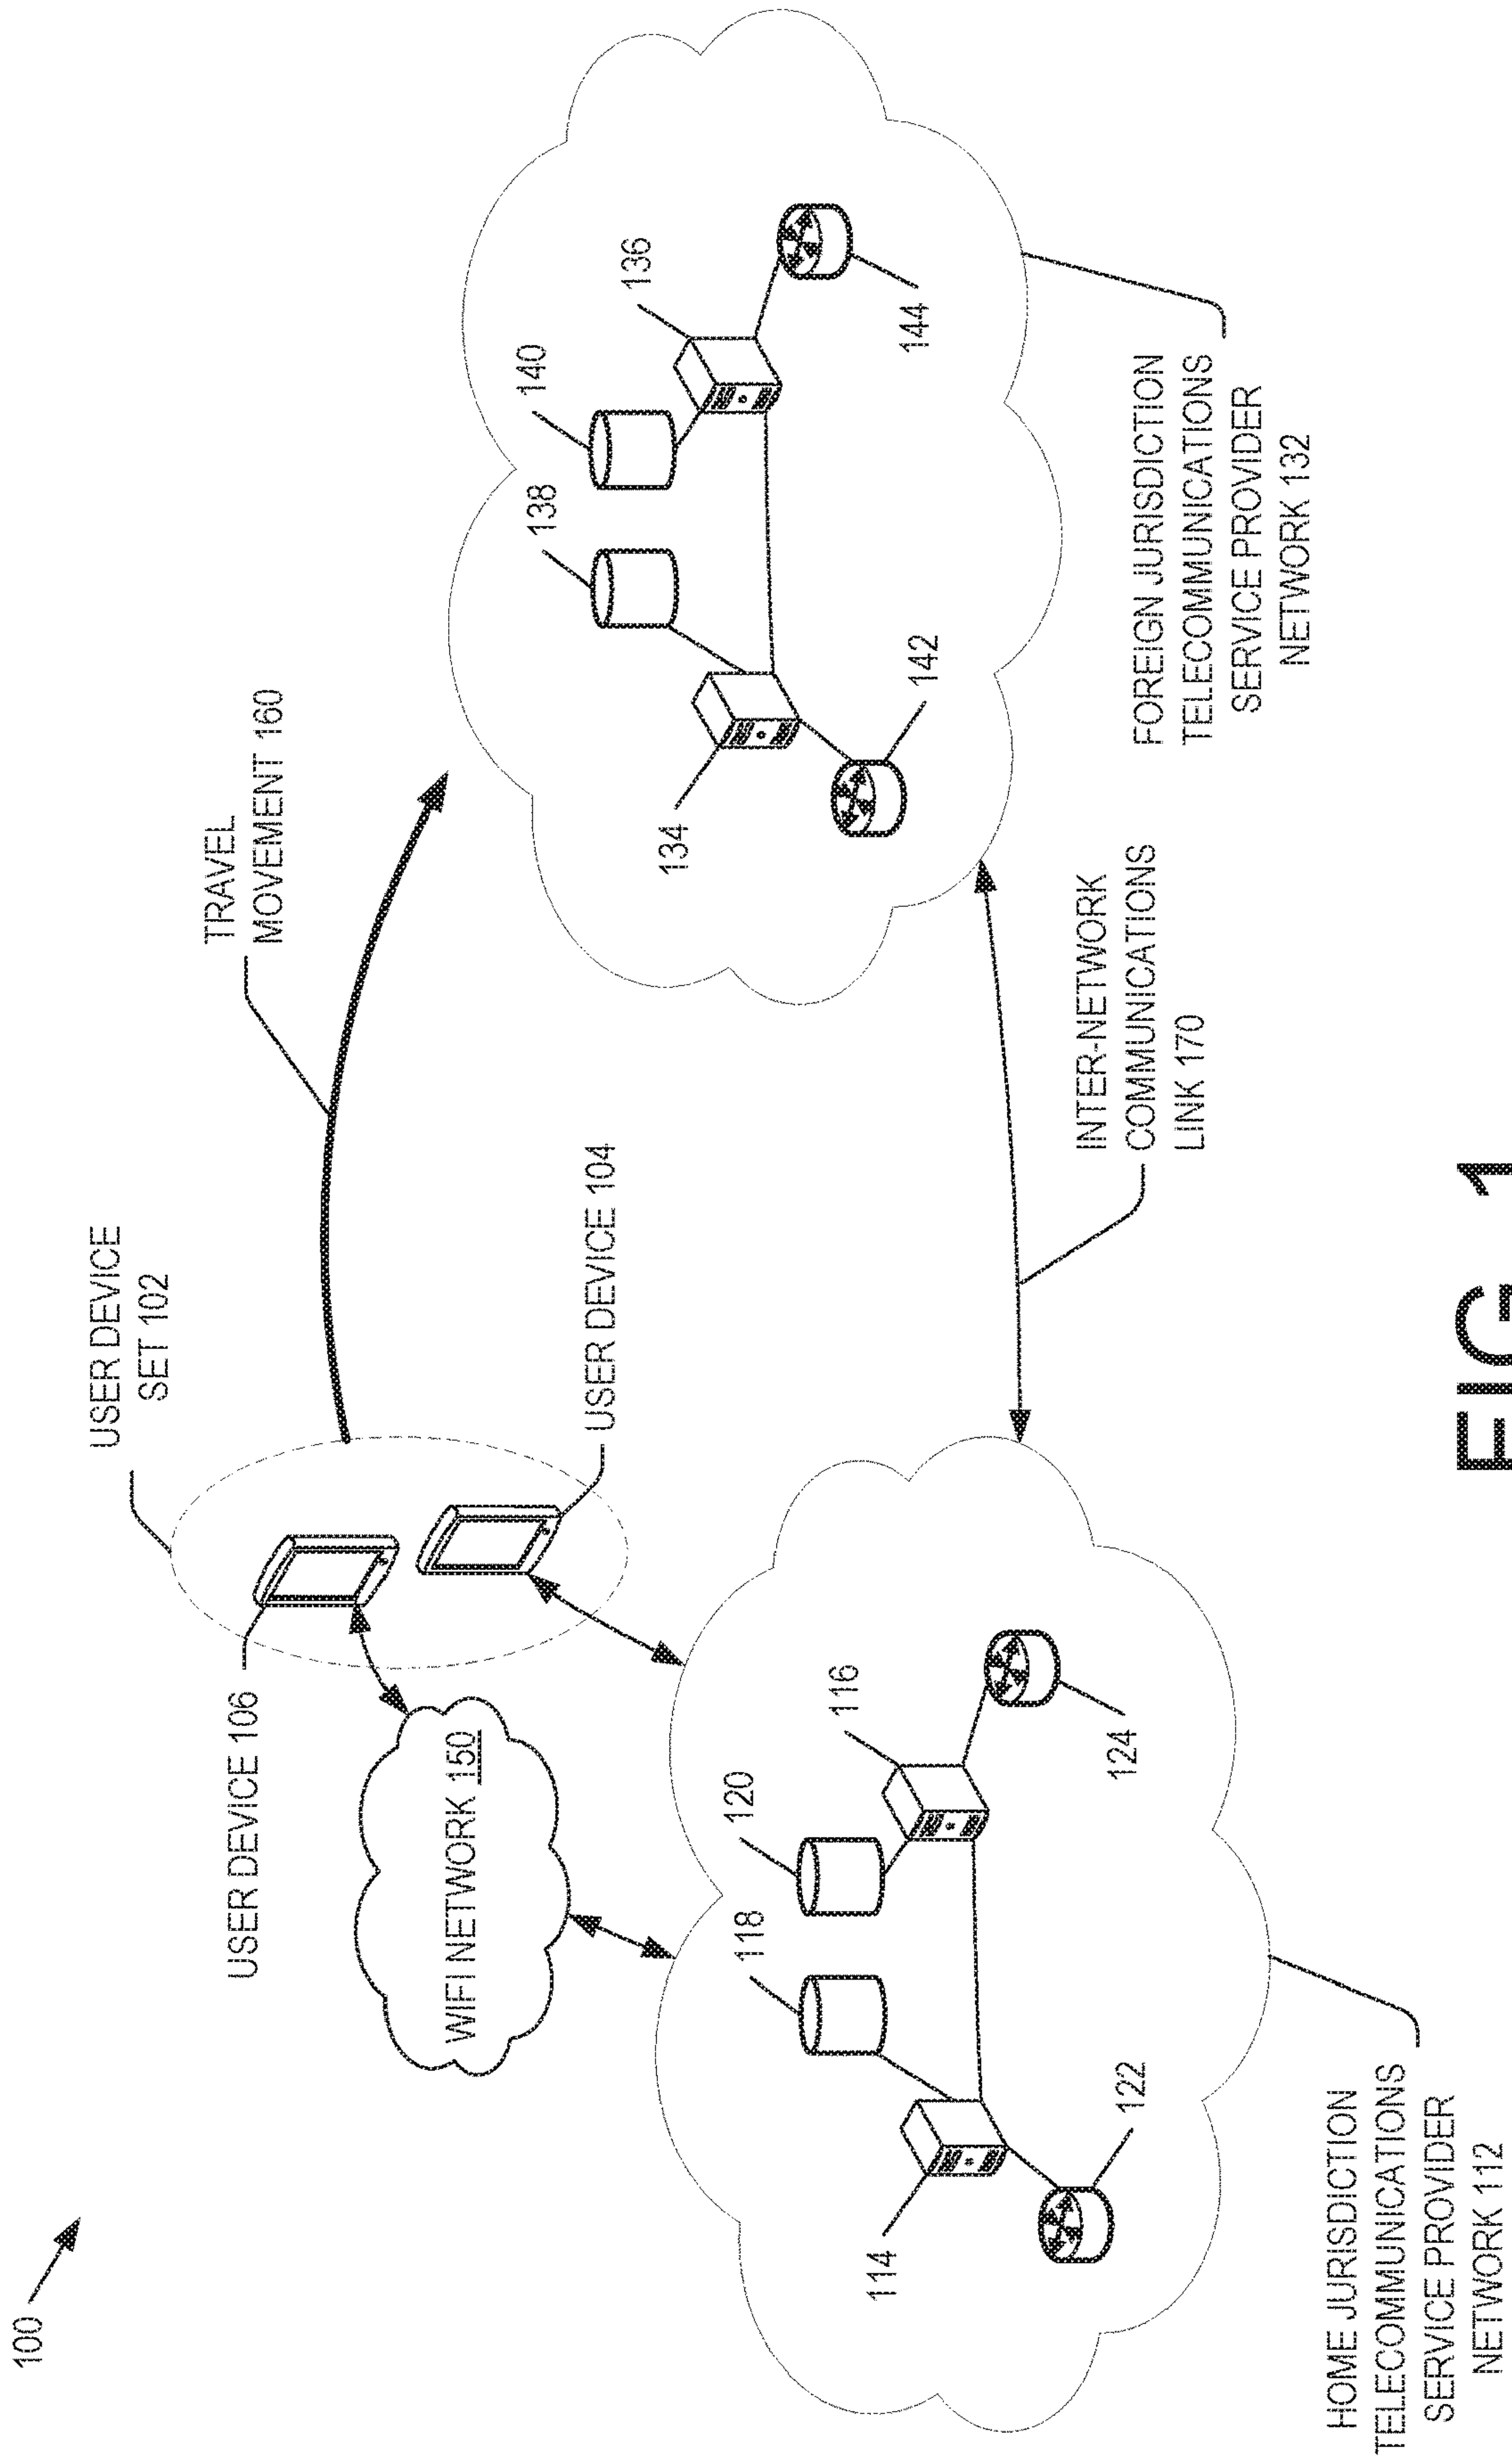 100
USER DEVICE
SET 102
TRAVEL
MOVEMENT 160
USER DEVICE 106
WIFI NETWORK 150
USER DEVICE 104
138
140
136
134
142
144
118
120
116
114
122
124
INTER-NETWORK
COMMUNICATIONS
LINK 170
FOREIGN JURISDICTION
TELECOMMUNICATIONS
SERVICE PROVIDER
NETWORK 132
HOME JURISDICTION
TELECOMMUNICATIONS
SERVICE PROVIDER
NETWORK 112
FIG. 1